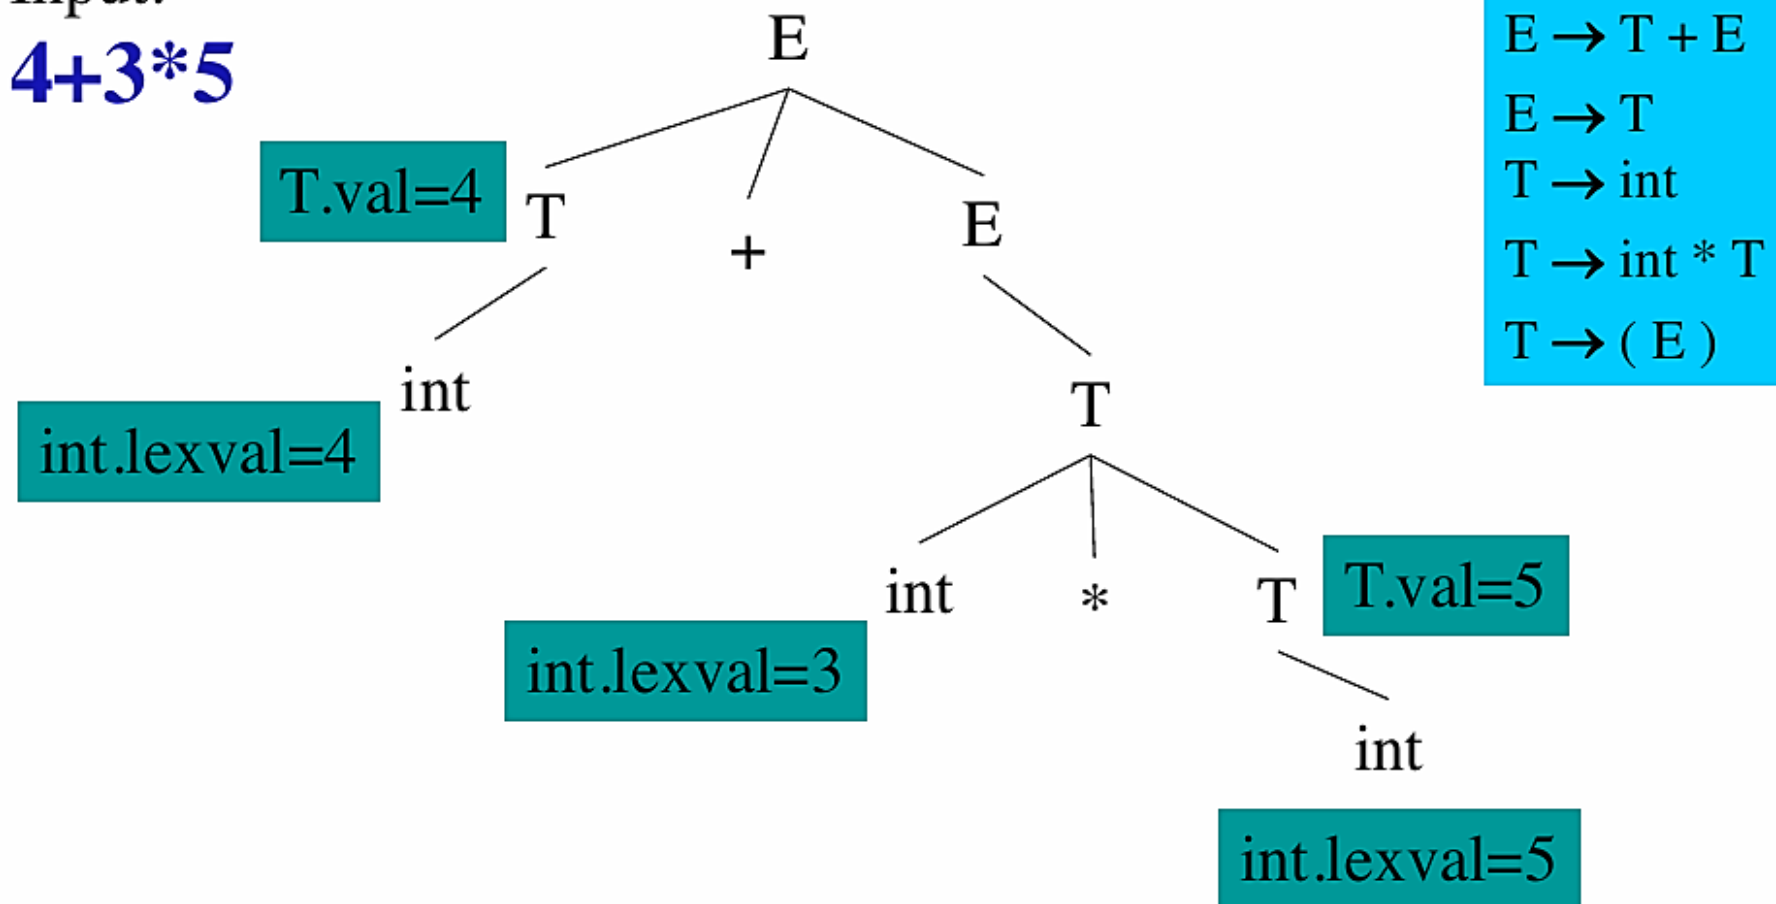 Input:
4+3*5
E
E → T + E
E → T
T → int
T → int * T
T → ( E )
T.val=4
T
+
E
int
T
int.lexval=4
int
*
T
T.val=5
int.lexval=3
int
int.lexval=5